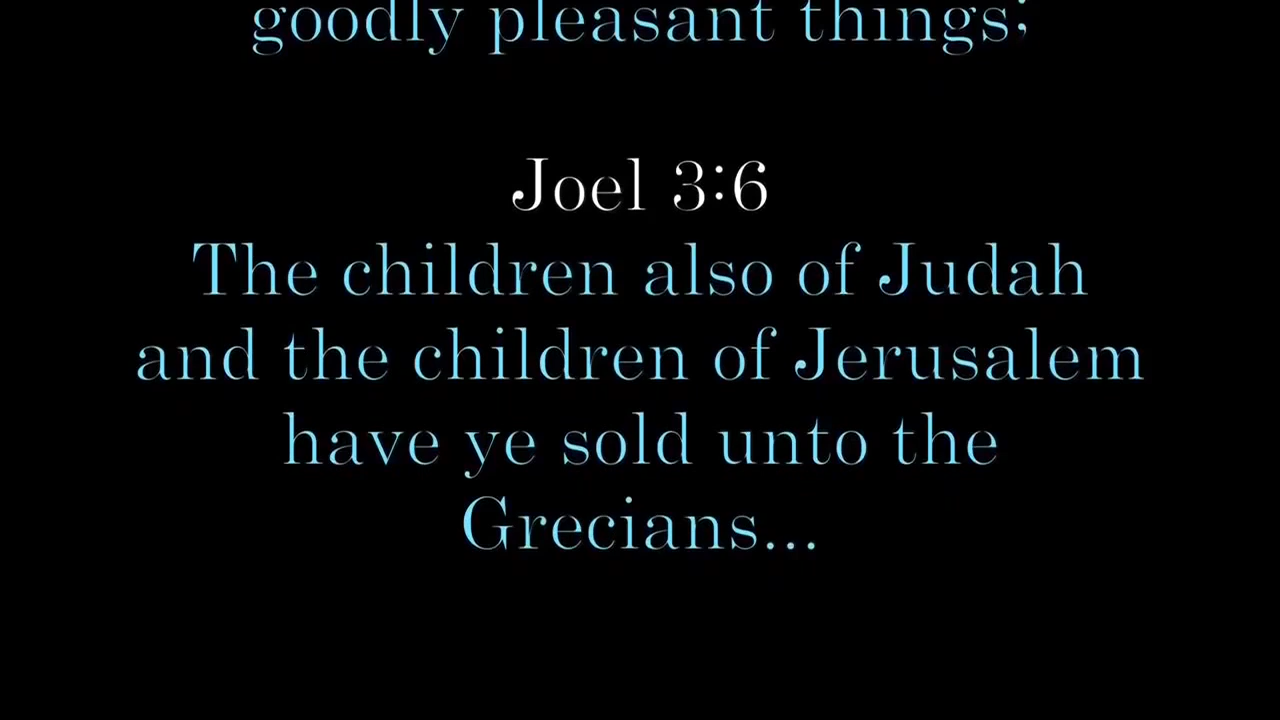 goodly pleasant things;
Joel 3:6
The children also of Judah
and the children of Jerusalem
have ye sold unto the
Grecians...